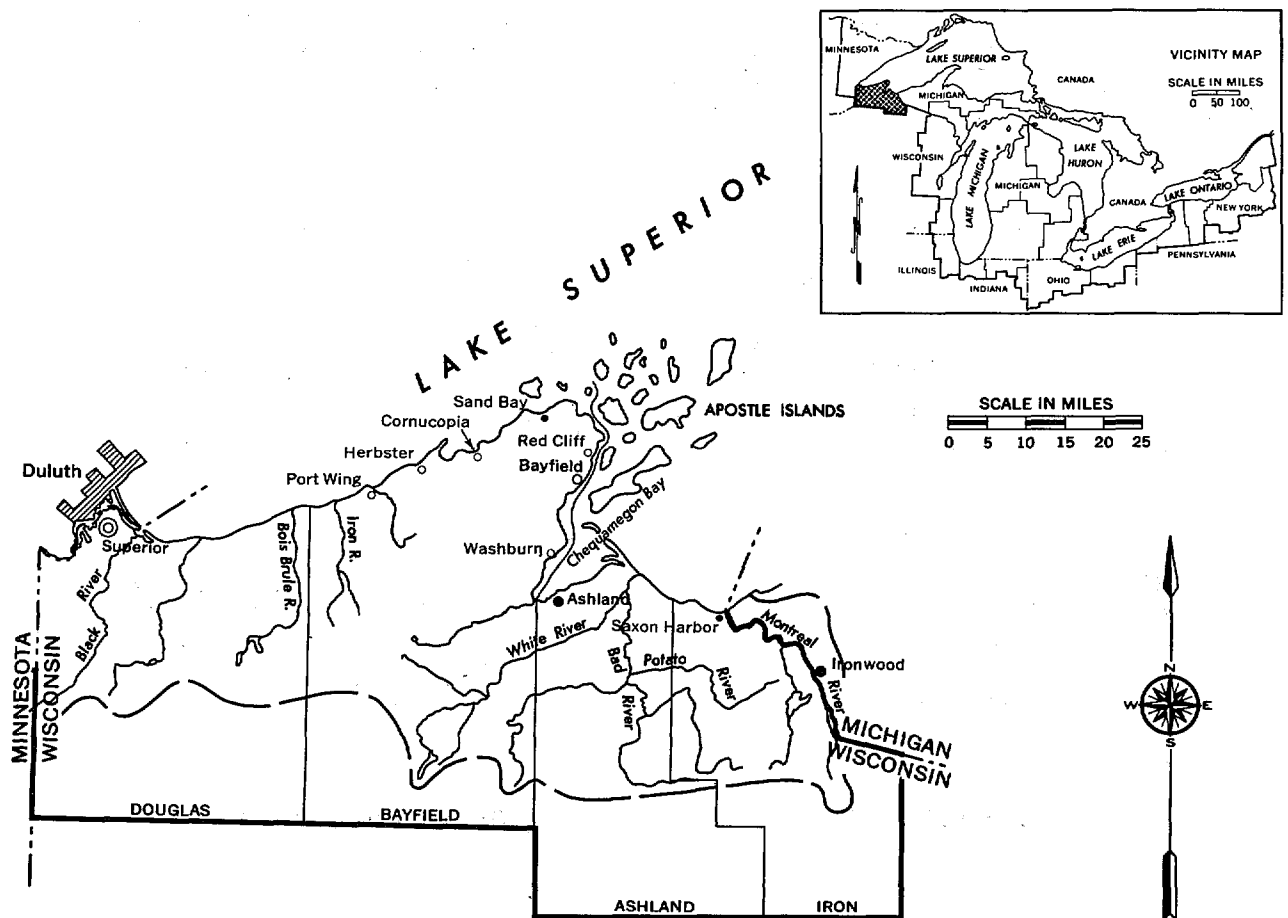 MINNESOTA
LAKE SUPERIOR
CANADA
VICINITY MAP
SCALE IN MILES
0 50 100
MICHIGAN
WISCONSIN
LAKE MICHIGAN
MICHIGAN
LAKE HURON
CANADA
LAKE ONTARIO
NEW YORK
LAKE ERIE
PENNSYLVANIA
ILLINOIS
INDIANA
OHIO
LAKE SUPERIOR
APOSTLE ISLANDS
SCALE IN MILES
0 5 10 15 20 25
Sand Bay
Cornucopia
Red Cliff
Herbster
Bayfield
Duluth
Port Wing
Chequamegon Bay
Superior
Bois Brule R.
Iron R.
Washburn
Black River
Ashland
White River
Saxon Harbor
Montreal River
Bad River
Potato River
Ironwood
MINNESOTA
WISCONSIN
MICHIGAN
WISCONSIN
N
W E
S
DOUGLAS
BAYFIELD
ASHLAND
IRON